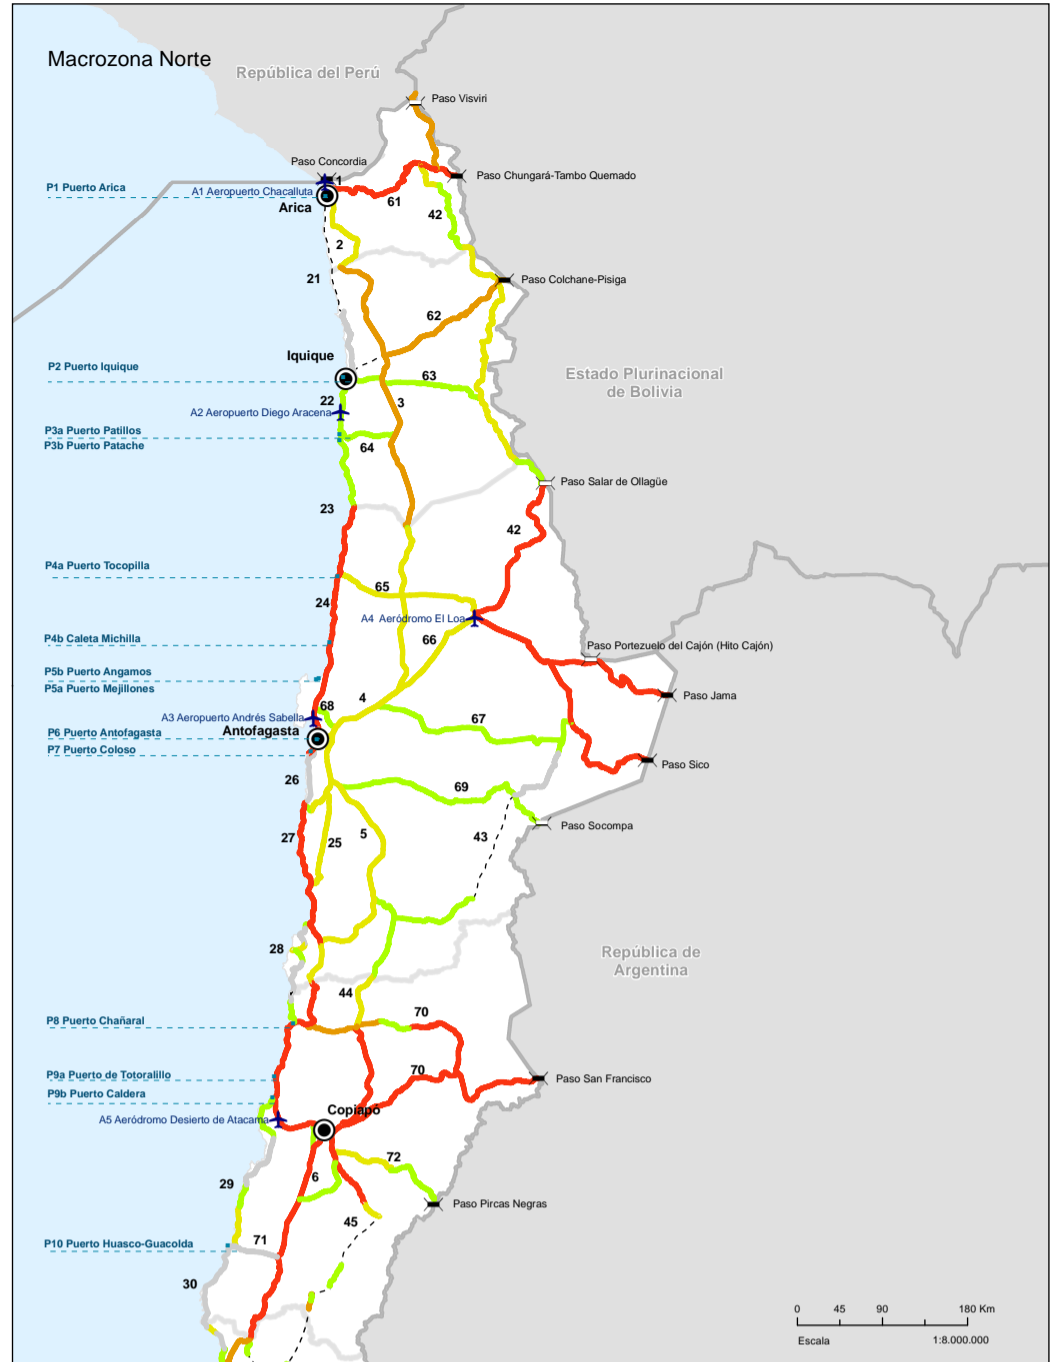 Macrozona Norte
República del Perú
Paso Visviri
Paso Concordia
Paso Chungará-Tambo Quemado
P1 Puerto Arica
A1 Aeropuerto Chacalluta
1
61
Arica
42
2
21
Paso Colchane-Pisiga
62
Iquique
P2 Puerto Iquique
63
Estado Plurinacional
de Bolivia
22
3
A2 Aeropuerto Diego Aracena
P3a Puerto Patillos
P3b Puerto Patache
64
Paso Salar de Ollagüe
23
42
P4a Puerto Tocopilla
65
24
A4 Aeródromo El Loa
P4b Caleta Michilla
66
Paso Portezuelo del Cajón (Hito Cajón)
P5b Puerto Angamos
P5a Puerto Mejillones
4
Paso Jama
68
A3 Aeropuerto Andrés Sabella
67
P6 Puerto Antofagasta
Antofagasta
P7 Puerto Coloso
Paso Sico
26
69
Paso Socompa
27
25
5
43
28
República de
Argentina
44
70
P8 Puerto Chañaral
70
P9a Puerto de Totoralillo
Paso San Francisco
P9b Puerto Caldera
Copiapó
A5 Aeródromo Desierto de Atacama
72
6
29
Paso Pircas Negras
45
71
P10 Puerto Huasco-Guacolda
30
0 45 90 180 Km
Escala 1:8.000.000